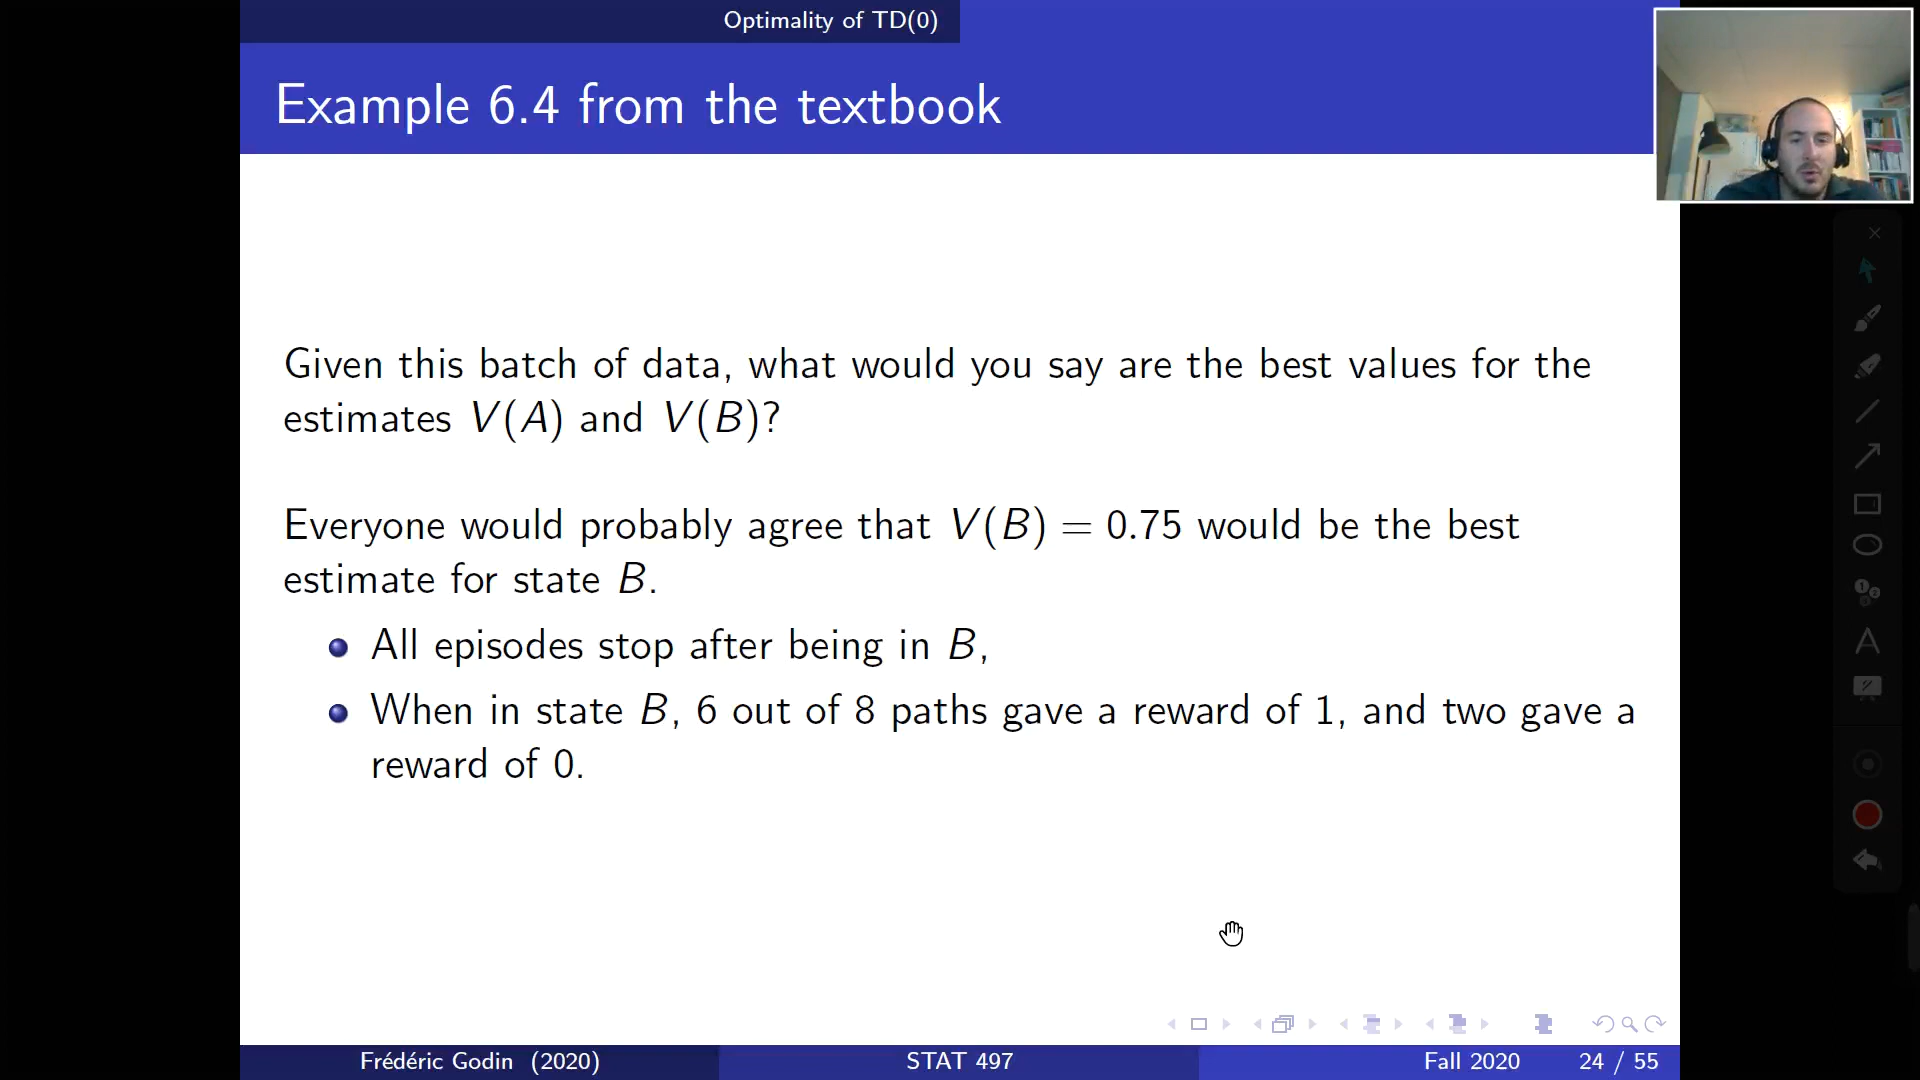 Optimality of TD(0)
Example 6.4 from the textbook
Given this batch of data, what would you say are the best values for the
estimates V(A) and V(B)?
Everyone would probably agree that V(B) = 0.75 would be the best
estimate for state B.
All episodes stop after being in B,
When in state B, 6 out of 8 paths gave a reward of 1, and two gave a
reward of 0.
Frédéric Godin (2020)
STAT 497
Fall 2020
24 / 55